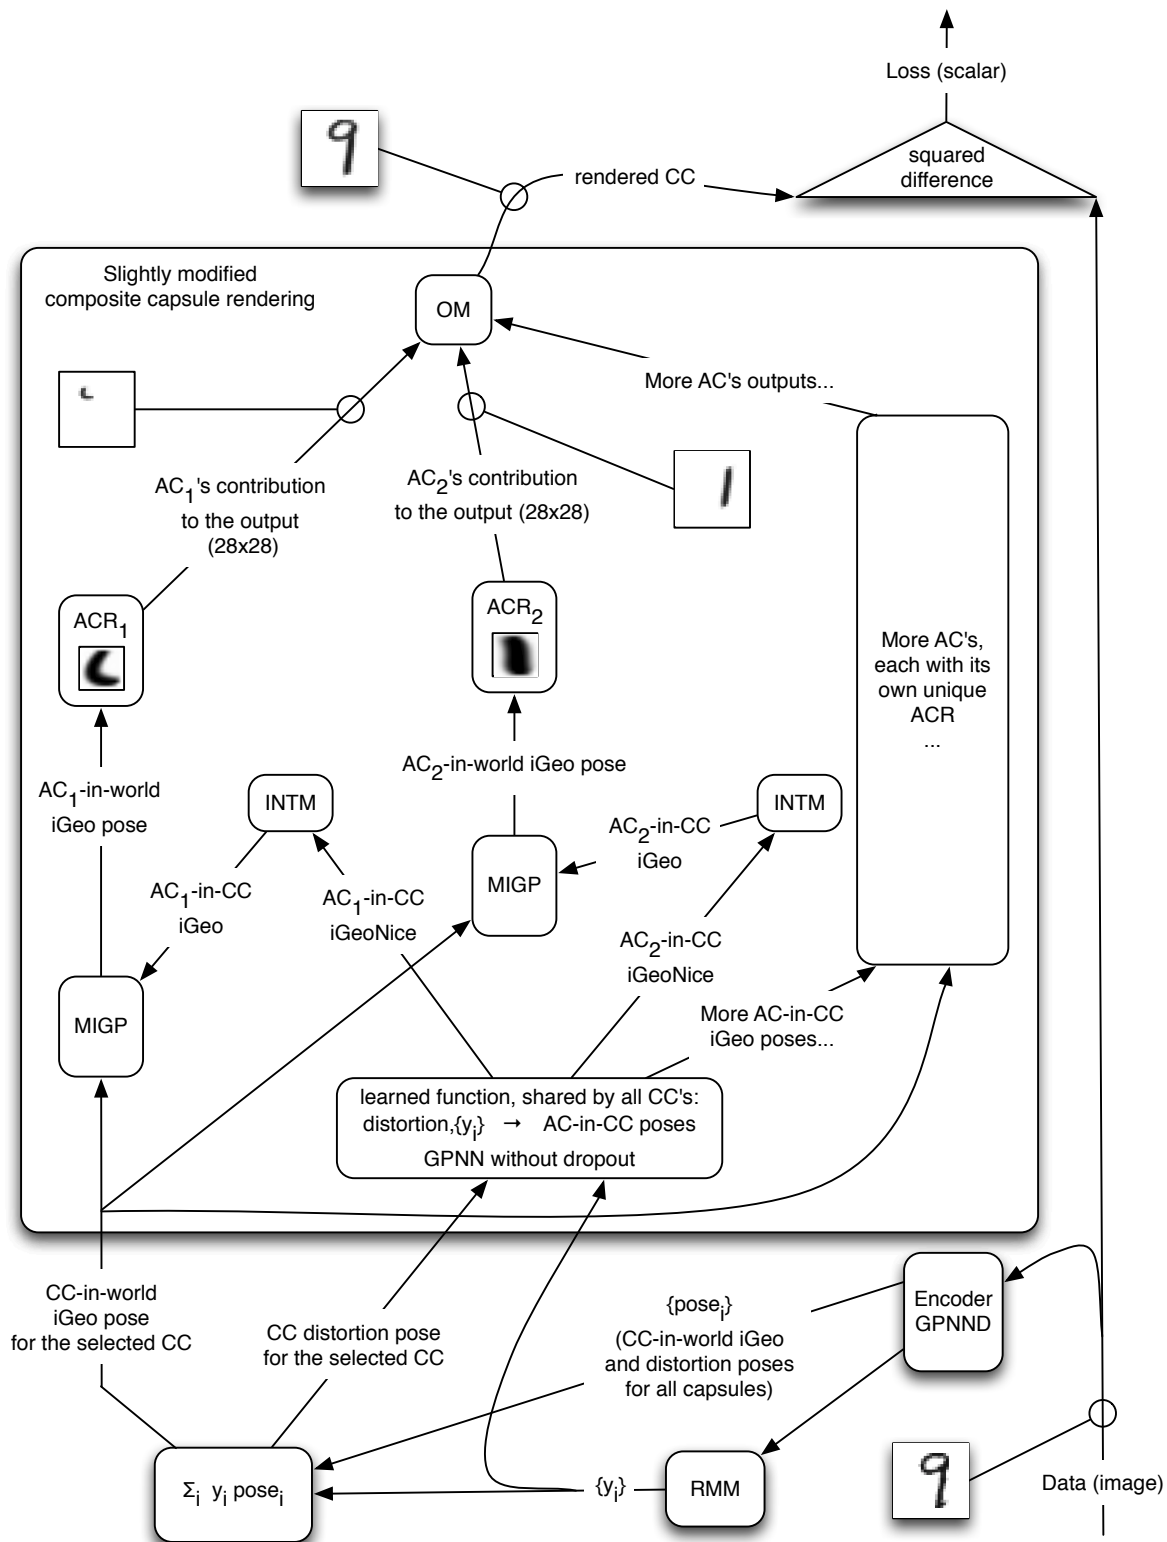 Loss (scalar)
squared
difference
rendered CC
Slightly modified
composite capsule rendering
OM
More AC's outputs...
AC1's contribution
to the output
(28x28)
AC2's contribution
to the output (28x28)
ACR1
ACR2
More AC's,
each with its
own unique
ACR
...
AC1-in-world
iGeo pose
AC2-in-world iGeo pose
INTM
INTM
AC2-in-CC
iGeo
MIGP
AC1-in-CC
iGeo
AC1-in-CC
iGeoNice
AC2-in-CC
iGeoNice
MIGP
More AC-in-CC
iGeo poses...
learned function, shared by all CC's:
distortion,{yi} → AC-in-CC poses
GPNN without dropout
CC-in-world
iGeo pose
for the selected CC
CC distortion pose
for the selected CC
{posei}
(CC-in-world iGeo
and distortion poses
for all capsules)
Encoder
GPNND
Σi yi posei
{yi}
RMM
Data (image)